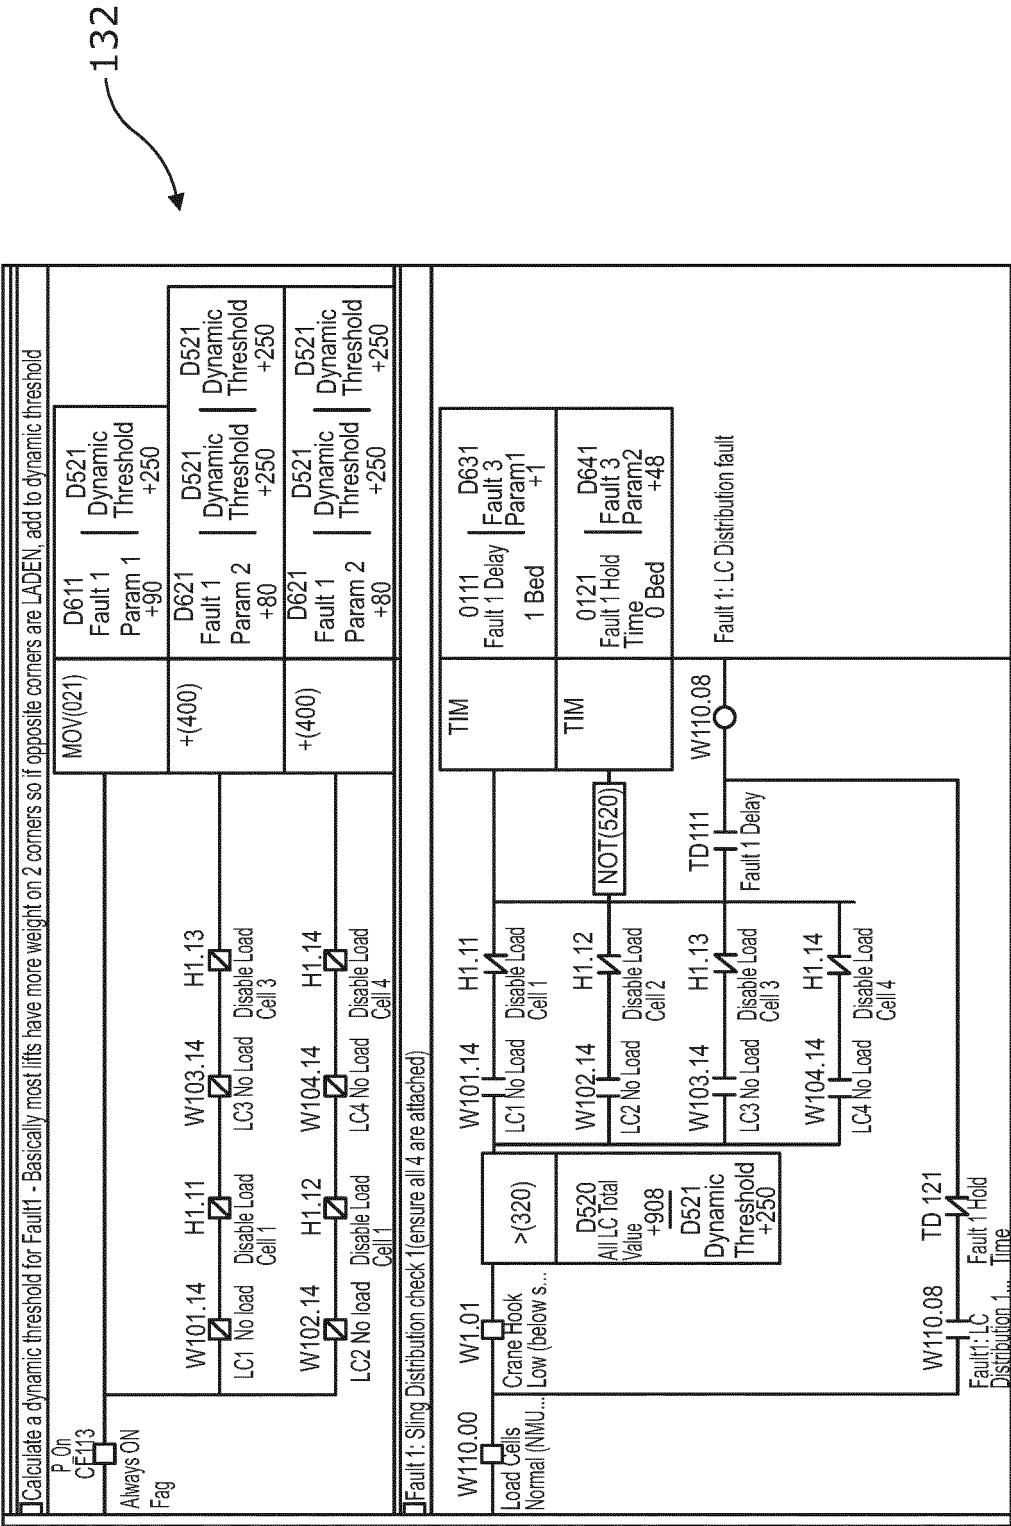 132
Calculate a dynamic threshold for Fault1 - Basically most lifts have more weight on 2 corners so if opposite corners are LADEN, add to dynamic threshold
P_On
CF113
Always ON
Fag
MOV(021)
D611
Fault 1
Param 1
+90
D521
Dynamic
Threshold
+250
W101.14
LC1 No load
H1.11
Disable Load
Cell 1
W103.14
LC3 No Load
H1.13
Disable Load
Cell 3
+(400)
D621
Fault 1
Param 2
+80
D521
Dynamic
Threshold
+250
D521
Dynamic
Threshold
+250
W102.14
LC2 No load
H1.12
Disable Load
Cell 1
W104.14
LC4 No Load
H1.14
Disable Load
Cell 4
+(400)
D621
Fault 1
Param 2
+80
D521
Dynamic
Threshold
+250
D521
Dynamic
Threshold
+250
Fault 1: Sling Distribution check 1(ensure all 4 are attached)
W110.00
Load Cells
Normal (NMU...
W1.01
Crane Hook
Low (below s...
>(320)
D520
All LC Total
Value
+908
D521
Dynamic
Threshold
+250
W101.14
LC1 No Load
H1.11
Disable Load
Cell 1
TIM
0111
Fault 1 Delay
1 Bed
D631
Fault 3
Param1
+1
W102.14
LC2 No Load
H1.12
Disable Load
Cell 2
NOT(520)
TIM
0121
Fault 1 Hold
Time
0 Bed
D641
Fault 3
Param2
+48
W103.14
LC3 No Load
H1.13
Disable Load
Cell 3
TD111
Fault 1 Delay
W110.08
Fault 1: LC Distribution fault
W104.14
LC4 No Load
H1.14
Disable Load
Cell 4
W110.08
Fault1: LC
Distribution 1...
TD 121
Fault 1 Hold
Time